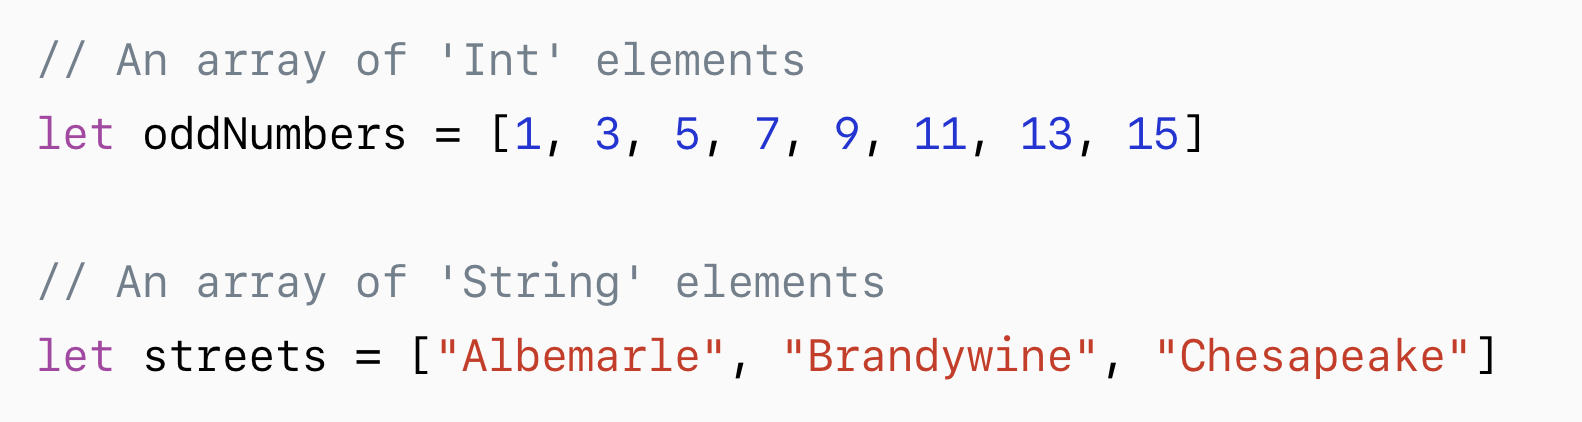 // An array of 'Int' elements
let oddNumbers = [1, 3, 5, 7, 9, 11, 13, 15]
// An array of 'String' elements
let streets = ["Albemarle", "Brandywine", "Chesapeake"]